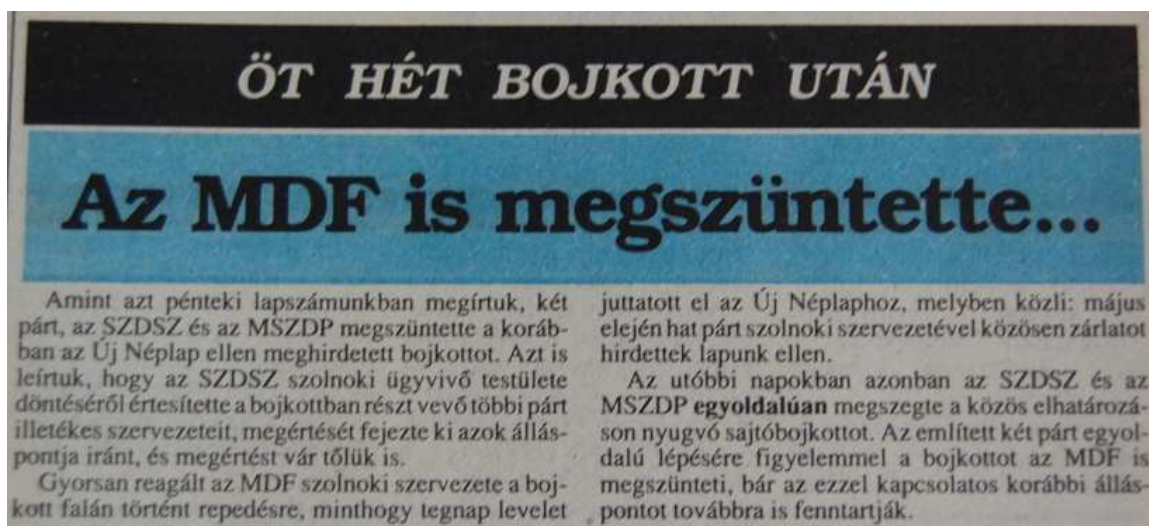 ÖT HÉT BOJKOTT UTÁN
Az MDF is megszüntette...
Amint azt pénteki lapszámunkban megírtuk, két
párt, az SZDSZ és az MSZDP megszüntette a koráb-
ban az Új Néplap ellen meghirdetett bojkottot. Azt is
leírtuk, hogy az SZDSZ szolnoki ügyvivő testülete
döntéséről értesítette a bojkottban részt vevő többi párt
illetékes szervezeteit, megértését fejezte ki azok állás-
pontja iránt, és megértést vár tőlük is.
Gyorsan reagált az MDF szolnoki szervezete a boj-
kott falán történt repedésre, minthogy tegnap levelet
juttatott el az Új Néplaphoz, melyben közli: május
elején hat párt szolnoki szervezetével közösen zárlatot
hirdettek lapunk ellen.
Az utóbbi napokban azonban az SZDSZ és az
MSZDP egyoldalúan megszegte a közös elhatározá-
son nyugvó sajtóbojkottot. Az említett két párt egyol-
dalú lépésére figyelemmel a bojkottot az MDF is
megszünteti, bár az ezzel kapcsolatos korábbi állás-
pontot továbbra is fenntartják.